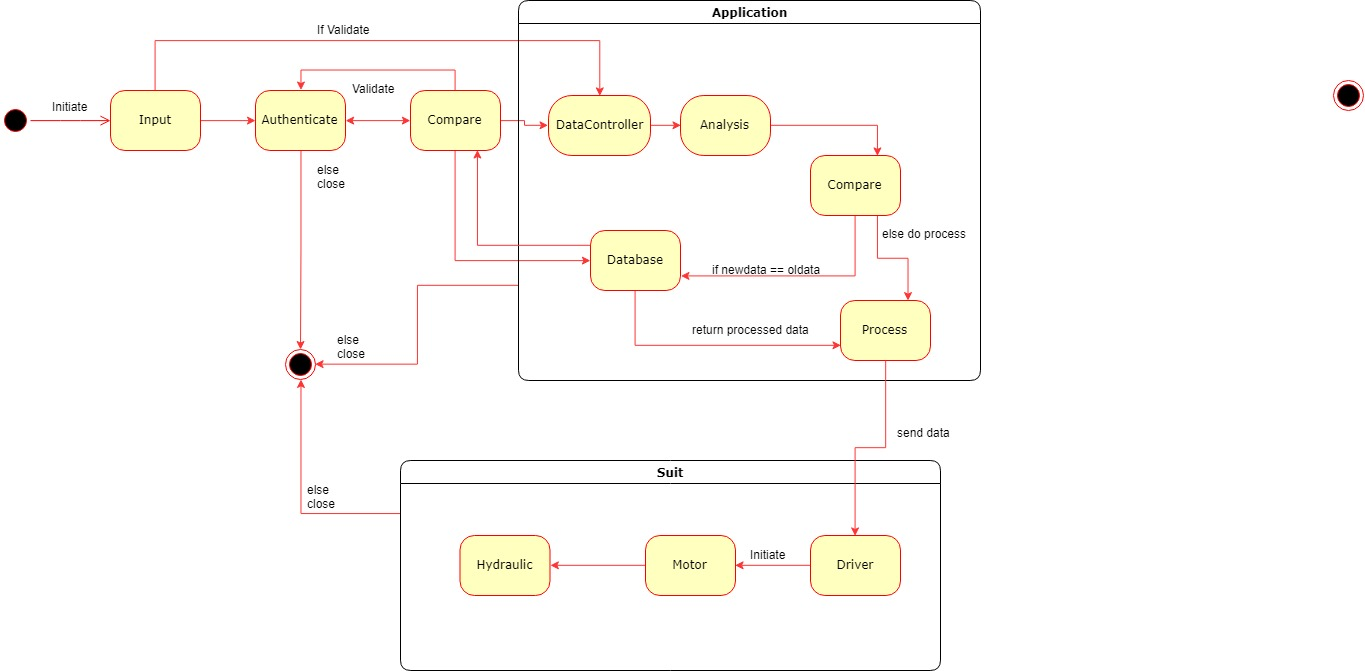 Application
If Validate
Validate
Initiate
Input
Authenticate
Compare
DataController
Analysis
else
close
Compare
else do process
Database
if newdata == oldata
return processed data
Process
else
close
send data
Suit
else
close
Hydraulic
Motor
Initiate
Driver